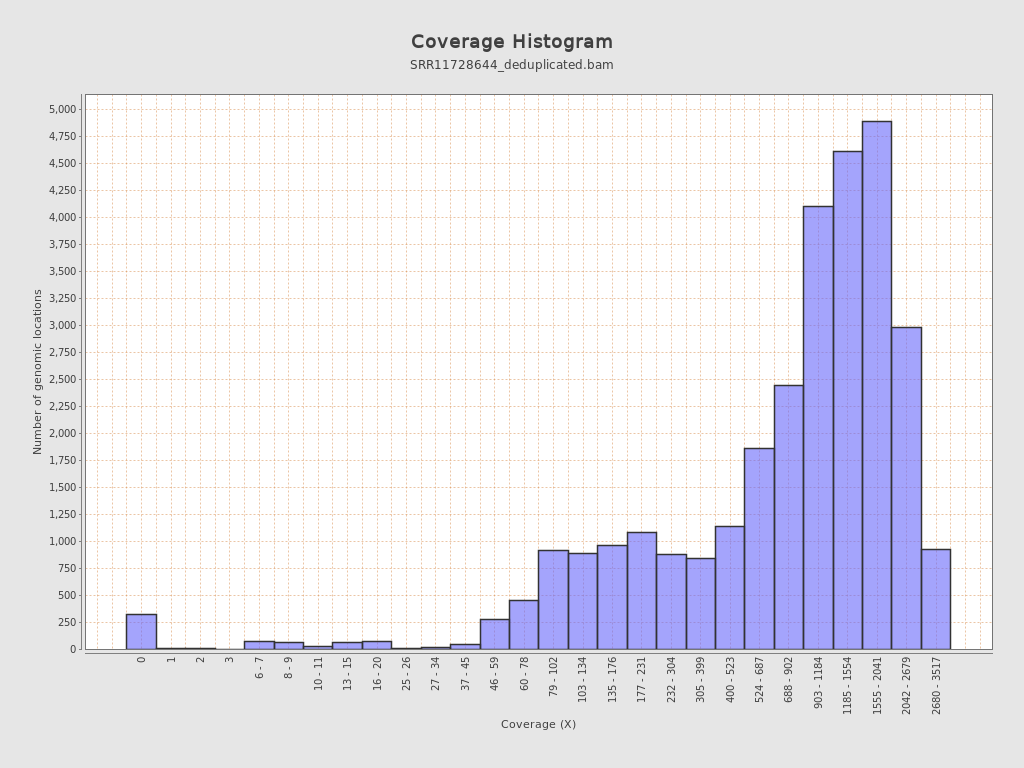 Coverage Histogram
SRR11728644_deduplicated.bam
5,000
4,750
4,500
4,250
4,000
3,750
3,500
3,250
3,000
2,750
2,500
2,250
2,000
1,750
1,500
1,250
1,000
750
500
250
0
Number of genomic locations
0
1
2
3
6 - 7
8 - 9
10 - 11
13 - 15
16 - 20
25 - 26
27 - 34
37 - 45
46 - 59
60 - 78
79 - 102
103 - 134
135 - 176
177 - 231
232 - 304
305 - 399
400 - 523
524 - 687
688 - 902
903 - 1184
1185 - 1554
1555 - 2041
2042 - 2679
2680 - 3517
Coverage (X)